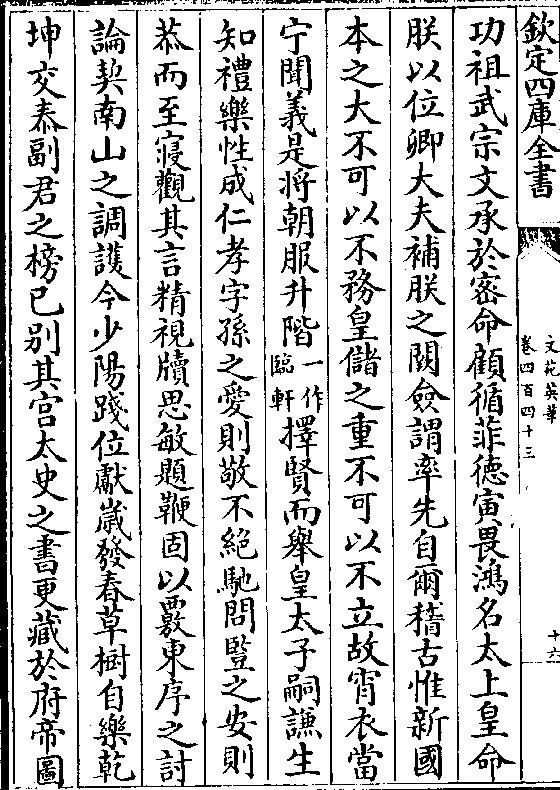 欽定四庫全書
文苑英華
卷四百四十三
十六
功祖武宗文承於密命顧循菲德寅畏鴻名太上皇命
朕以位卿大夫補朕之闕僉謂率先自爾稽古惟新國
本之大不可以不務皇儲之重不可以不立故宵衣當
宁聞義是將朝服升階一作臨軒擇賢而舉皇太子嗣謙生
知禮樂性成仁孝字孫之愛則敬不絕馳問豎之安則
恭而至寢觀其言精視牘思敏題鞭固以覈東序之討
論契南山之調護今少陽踐位獻歲發春草樹自樂乾
坤交泰副君之榜已别其宫太史之書更藏於府帝圖